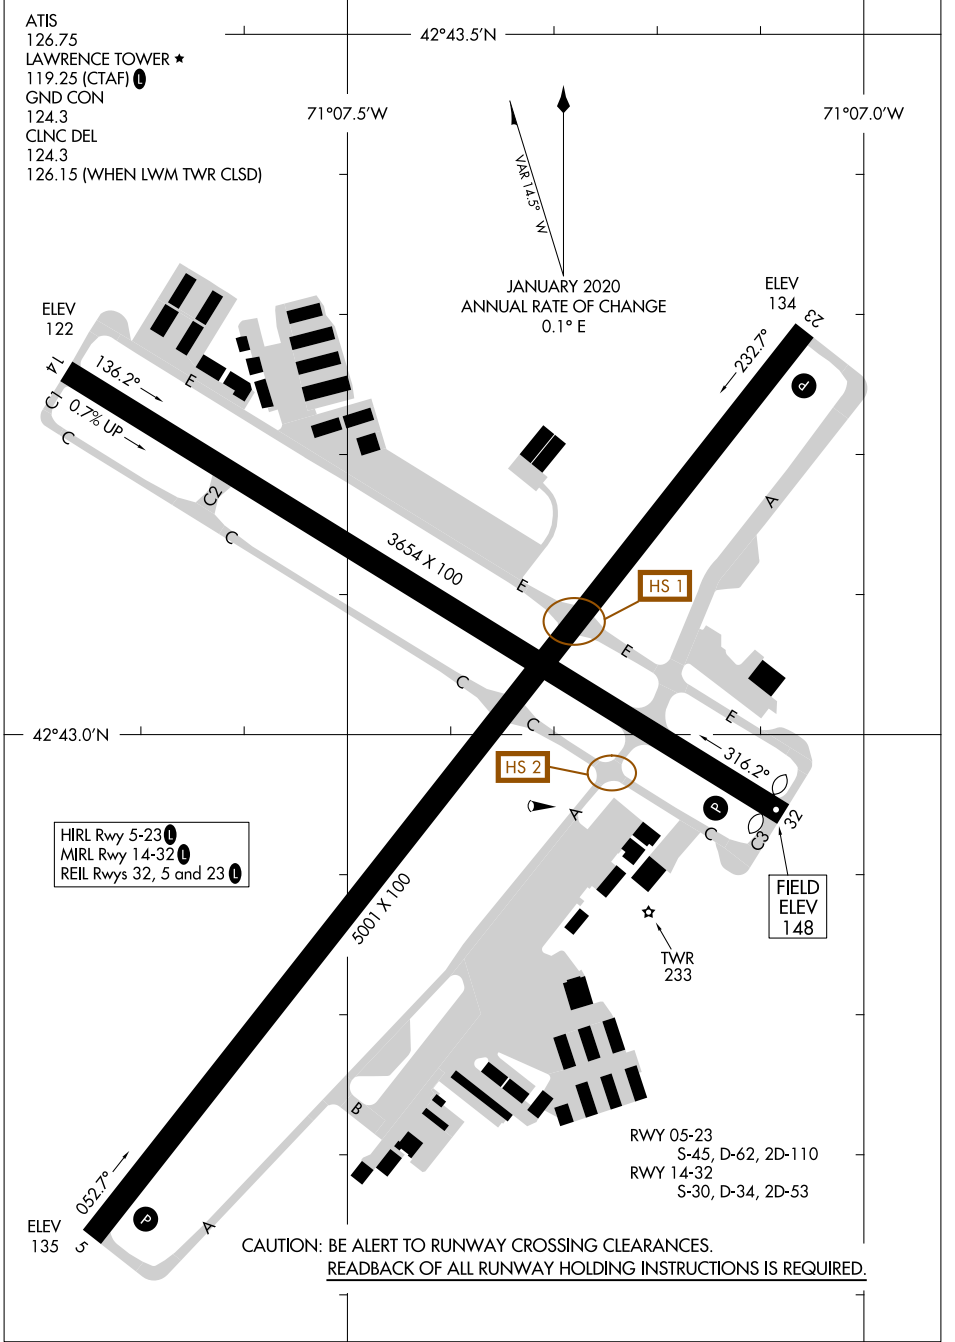 ATIS
126.75
LAWRENCE TOWER ★
119.25 (CTAF) L
GND CON
124.3
CLNC DEL
124.3
126.15 (WHEN LWM TWR CLSD)
42°43.5'N
71°07.5'W
71°07.0'W
VAR 14.5° W
JANUARY 2020
ANNUAL RATE OF CHANGE
0.1° E
ELEV
134
23
232.7°
P
ELEV
122
14
136.2°
0.7% UP
E
C1
C
C2
C
A
3654 X 100
E
HS 1
E
C
E
C
42°43.0'N
316.2°
HS 2
A
P
C
C3
32
HIRL Rwy 5-23 L
MIRL Rwy 14-32 L
REIL Rwys 32, 5 and 23 L
FIELD
ELEV
148
5001 X 100
TWR
233
B
RWY 05-23
S-45, D-62, 2D-110
RWY 14-32
S-30, D-34, 2D-53
052.7°
P
A
ELEV
135
5
CAUTION: BE ALERT TO RUNWAY CROSSING CLEARANCES.
READBACK OF ALL RUNWAY HOLDING INSTRUCTIONS IS REQUIRED.